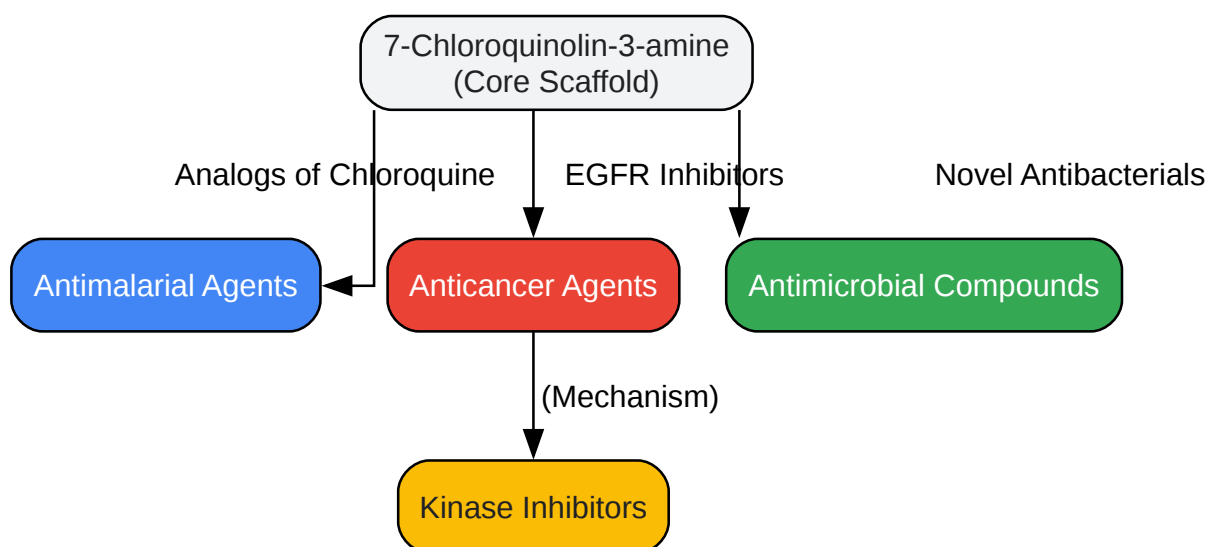 7-Chloroquinolin-3-amine
(Core Scaffold)
Analogs of Chloroquine
EGFR Inhibitors
Novel Antibacterials
Antimalarial Agents
Anticancer Agents
Antimicrobial Compounds
(Mechanism)
Kinase Inhibitors